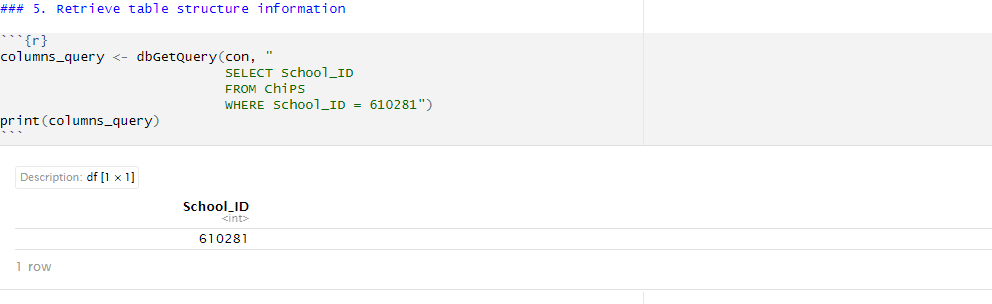 ### 5. Retrieve table structure information
```{r}
columns_query <- dbGetQuery(con, "
SELECT School_ID
FROM ChiPS
WHERE School_ID = 610281")
print(columns_query)
```
Description: df [1 × 1]
School_ID
<int>
610281
1 row